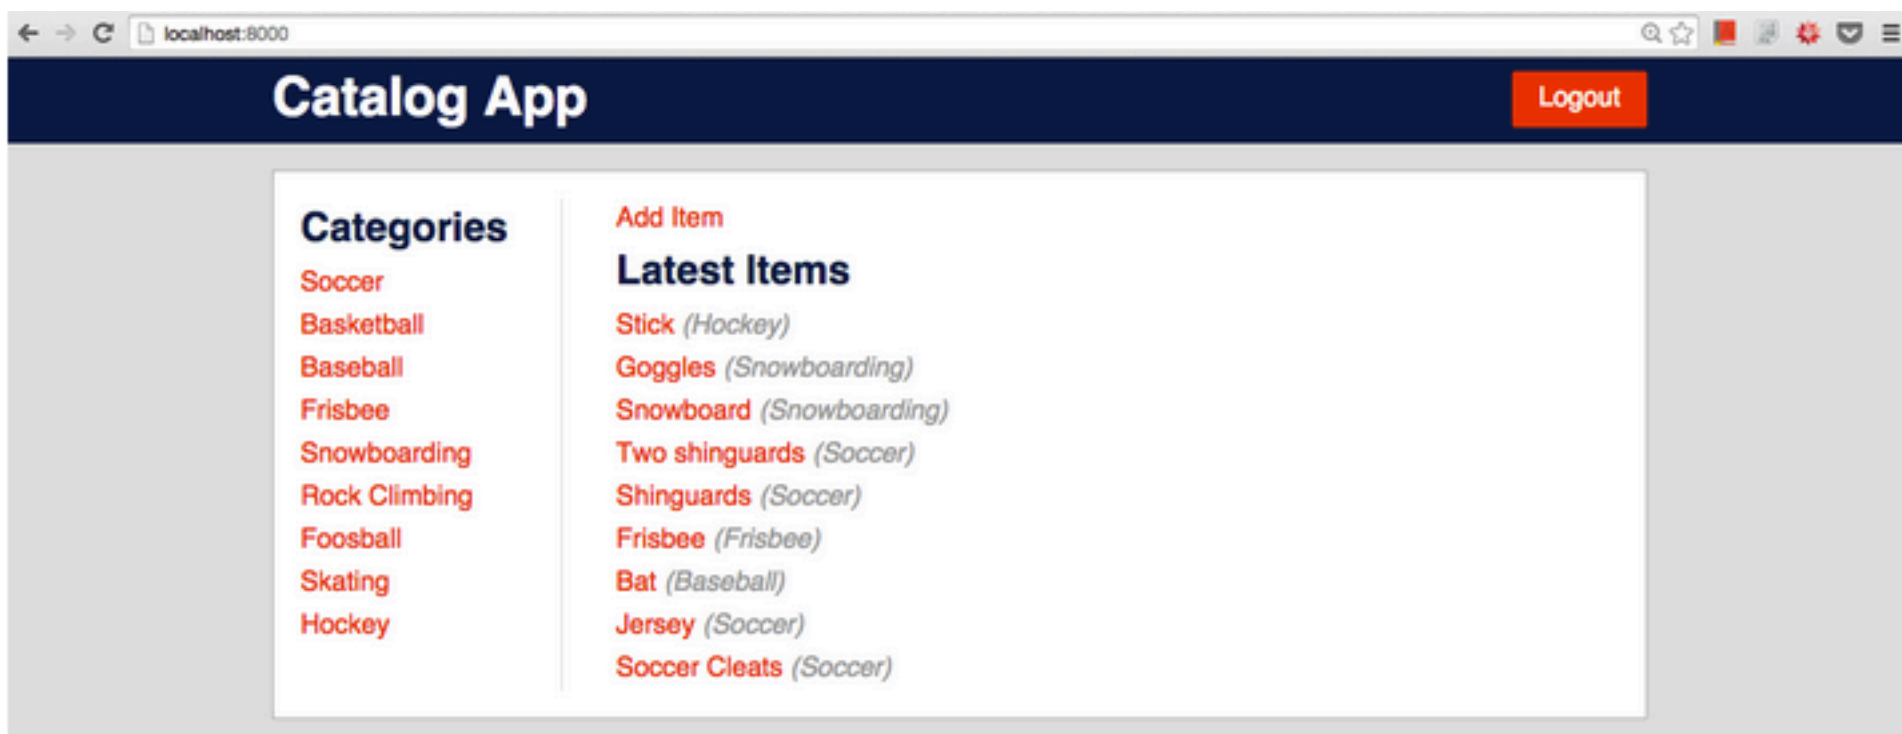 localhost:8000
Catalog App
Logout
Categories
Soccer
Basketball
Baseball
Frisbee
Snowboarding
Rock Climbing
Foosball
Skating
Hockey
Add Item
Latest Items
Stick (Hockey)
Goggles (Snowboarding)
Snowboard (Snowboarding)
Two shinguards (Soccer)
Shinguards (Soccer)
Frisbee (Frisbee)
Bat (Baseball)
Jersey (Soccer)
Soccer Cleats (Soccer)